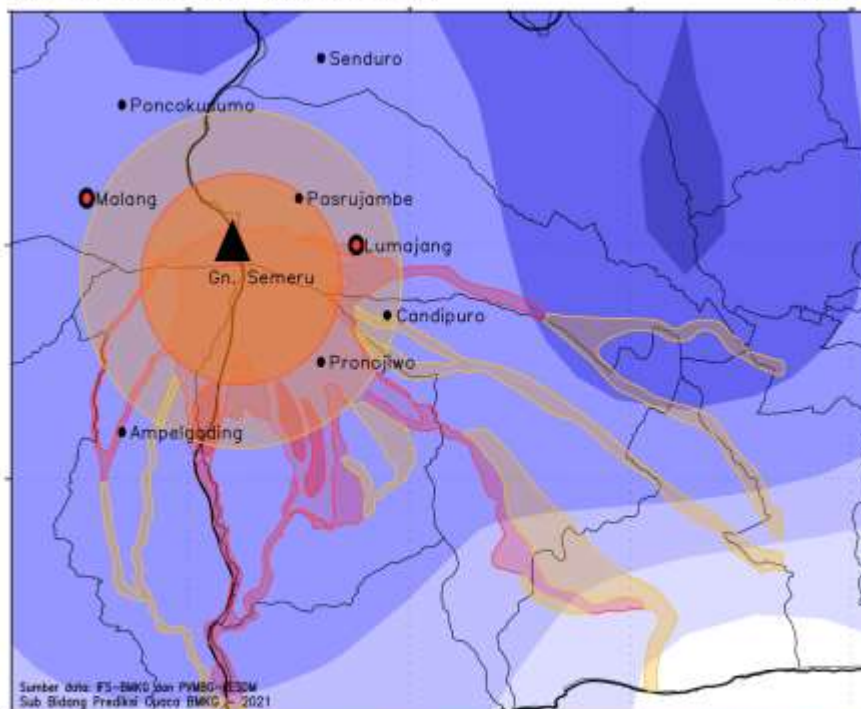 Senduro
Poncokusumo
Malang
Pasrujambe
Lumajang
Gn. Semeru
Candipuro
Pronojiwo
Ampelgading
Sumber data: IFS-BMKG dan PVMBG-KESDM
Sub Bidang Prediksi Cuaca BMKG - 2021